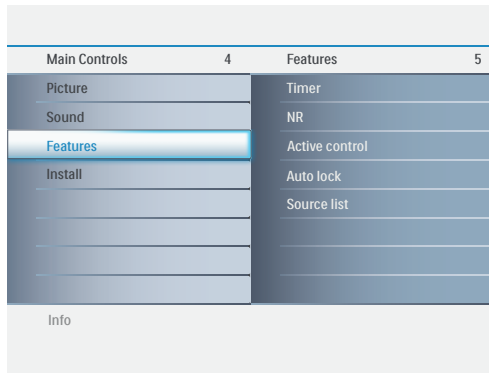 Main Controls 4 Features 5
Picture Timer
Sound NR
Features Active control
Install Auto lock
Source list
Info